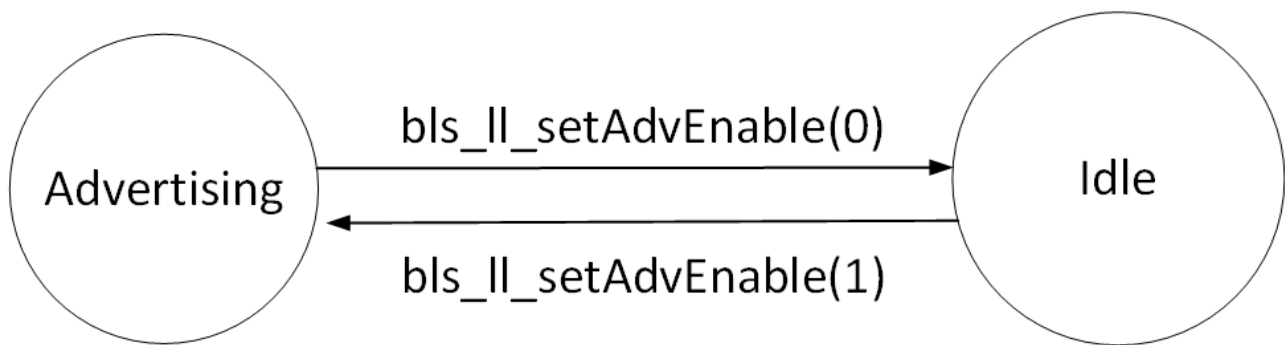 bls_ll_setAdvEnable(0)
Advertising
Idle
bls_ll_setAdvEnable(1)